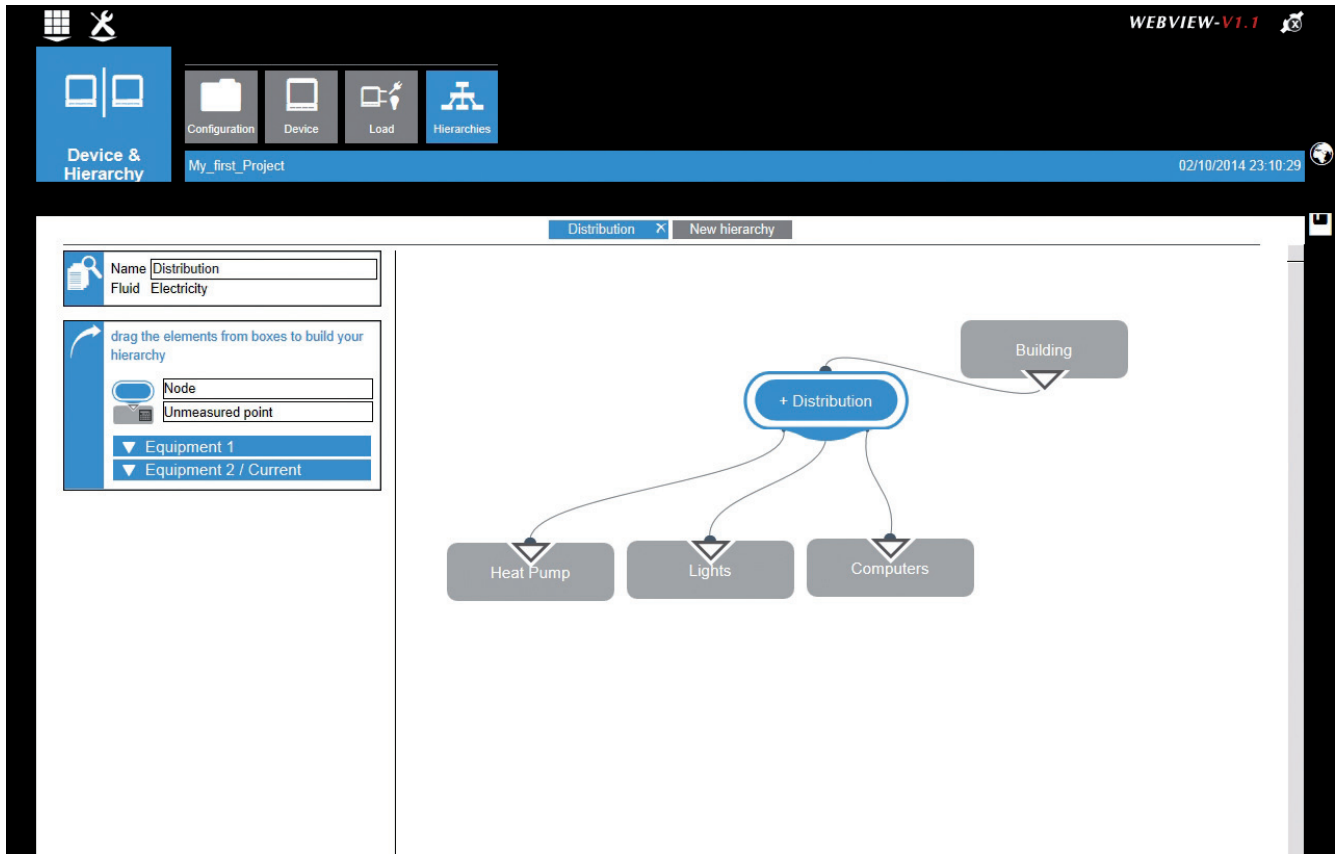 WEBVIEW-V1.1
Configuration
Device
Load
Hierarchies
Device &
Hierarchy
My_first_Project
02/10/2014 23:10:29
Distribution
New hierarchy
Name Distribution
Fluid Electricity
drag the elements from boxes to build your
hierarchy
Node
Unmeasured point
Equipment 1
Equipment 2 / Current
Building
+ Distribution
Heat Pump
Lights
Computers